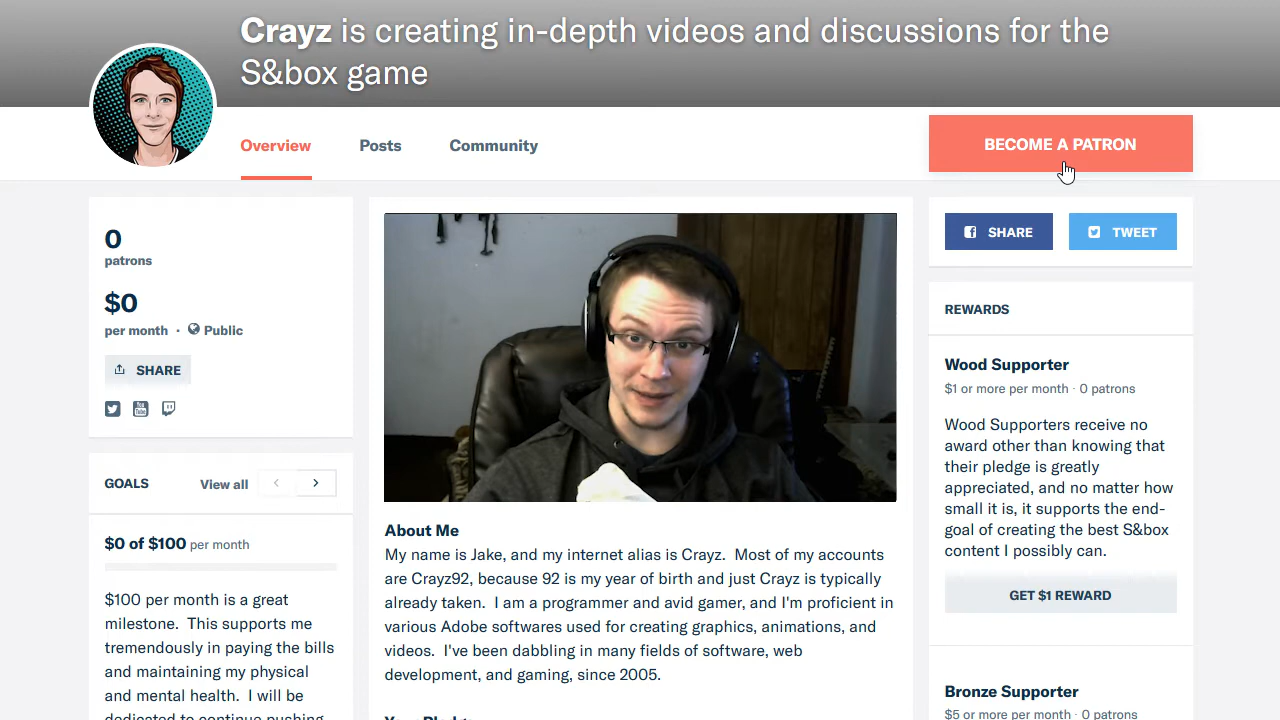 Crayz is creating in-depth videos and discussions for the
S&box game
Overview
Posts
Community
BECOME A PATRON
0
patrons
$0
per month · Public
SHARE
GOALS
View all
$0 of $100 per month
$100 per month is a great
milestone.  This supports me
tremendously in paying the bills
and maintaining my physical
and mental health.  I will be
dedicated to continue pushing
About Me
My name is Jake, and my internet alias is Crayz.  Most of my accounts
are Crayz92, because 92 is my year of birth and just Crayz is typically
already taken.  I am a programmer and avid gamer, and I'm proficient in
various Adobe softwares used for creating graphics, animations, and
videos.  I've been dabbling in many fields of software, web
development, and gaming, since 2005.
Your Pledge
SHARE
TWEET
REWARDS
Wood Supporter
$1 or more per month · 0 patrons
Wood Supporters receive no
award other than knowing that
their pledge is greatly
appreciated, and no matter how
small it is, it supports the end-
goal of creating the best S&box
content I possibly can.
GET $1 REWARD
Bronze Supporter
$5 or more per month · 0 patrons